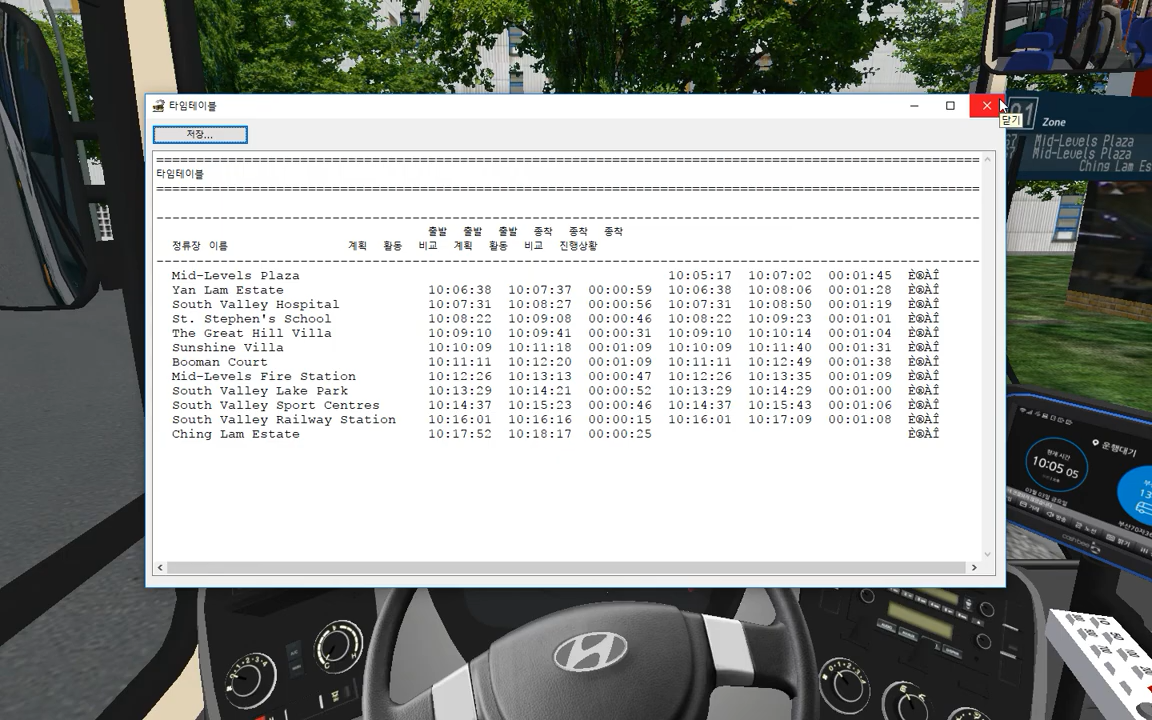 타임테이블
닫기
저장...
타임테이블
출발 출발 출발 종착 종착 종착
정류장 이름 계획 활동 비교 계획 활동 비교 진행상황
Mid-Levels Plaza 10:05:17 10:07:02 00:01:45 È®ÀÎ
Yan Lam Estate 10:06:38 10:07:37 00:00:59 10:06:38 10:08:06 00:01:28 È®ÀÎ
South Valley Hospital 10:07:31 10:08:27 00:00:56 10:07:31 10:08:50 00:01:19 È®ÀÎ
St. Stephen's School 10:08:22 10:09:08 00:00:46 10:08:22 10:09:23 00:01:01 È®ÀÎ
The Great Hill Villa 10:09:10 10:09:41 00:00:31 10:09:10 10:10:14 00:01:04 È®ÀÎ
Sunshine Villa 10:10:09 10:11:18 00:01:09 10:10:09 10:11:40 00:01:31 È®ÀÎ
Booman Court 10:11:11 10:12:20 00:01:09 10:11:11 10:12:49 00:01:38 È®ÀÎ
Mid-Levels Fire Station 10:12:26 10:13:13 00:00:47 10:12:26 10:13:35 00:01:09 È®ÀÎ
South Valley Lake Park 10:13:29 10:14:21 00:00:52 10:13:29 10:14:29 00:01:00 È®ÀÎ
South Valley Sport Centres 10:14:37 10:15:23 00:00:46 10:14:37 10:15:43 00:01:06 È®ÀÎ
South Valley Railway Station 10:16:01 10:16:16 00:00:15 10:16:01 10:17:09 00:01:08 È®ÀÎ
Ching Lam Estate 10:17:52 10:18:17 00:00:25 È®ÀÎ
01 Zone
Mid-Levels Plaza
Mid-Levels Plaza
Ching Lam Es
운행대기
현재 시간
10:05 05
cashbee